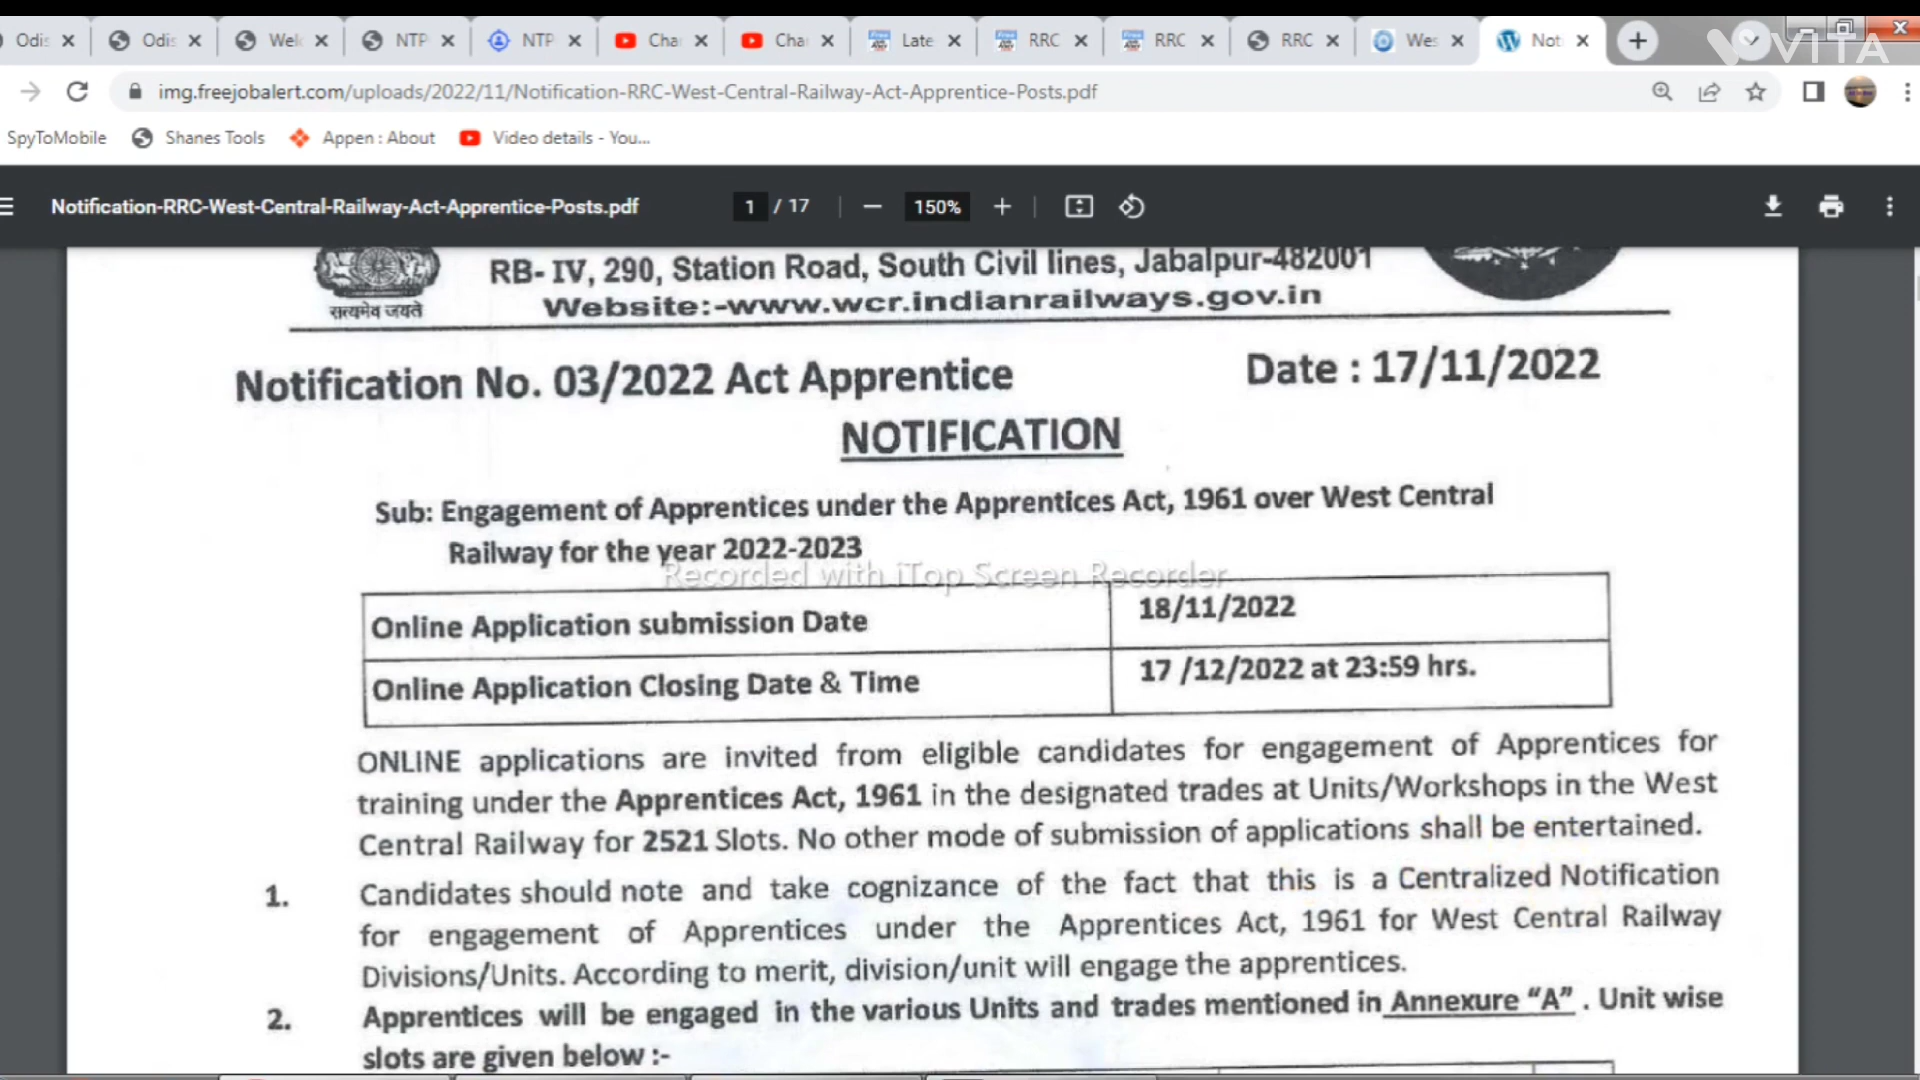 Odis
Odis
Wel
NTP
NTP
Cha
Cha
Late
RRC
RRC
RRC
Wes
Not
VITA
img.freejobalert.com/uploads/2022/11/Notification-RRC-West-Central-Railway-Act-Apprentice-Posts.pdf
SpyToMobile
Shanes Tools
Appen : About
Video details - You...
Notification-RRC-West-Central-Railway-Act-Apprentice-Posts.pdf
1 / 17
150%
RB- IV, 290, Station Road, South Civil lines, Jabalpur-482001
सत्यमेव जयते
Website:-www.wcr.indianrailways.gov.in
Notification No. 03/2022 Act Apprentice
Date : 17/11/2022
NOTIFICATION
Sub: Engagement of Apprentices under the Apprentices Act, 1961 over West Central
Railway for the year 2022-2023
Recorded with iTop Screen Recorder
Online Application submission Date 18/11/2022
Online Application Closing Date & Time 17 /12/2022 at 23:59 hrs.
ONLINE applications are invited from eligible candidates for engagement of Apprentices for
training under the Apprentices Act, 1961 in the designated trades at Units/Workshops in the West
Central Railway for 2521 Slots. No other mode of submission of applications shall be entertained.
1. Candidates should note and take cognizance of the fact that this is a Centralized Notification
for engagement of Apprentices under the Apprentices Act, 1961 for West Central Railway
Divisions/Units. According to merit, division/unit will engage the apprentices.
2. Apprentices will be engaged in the various Units and trades mentioned in Annexure “A” . Unit wise
slots are given below :-